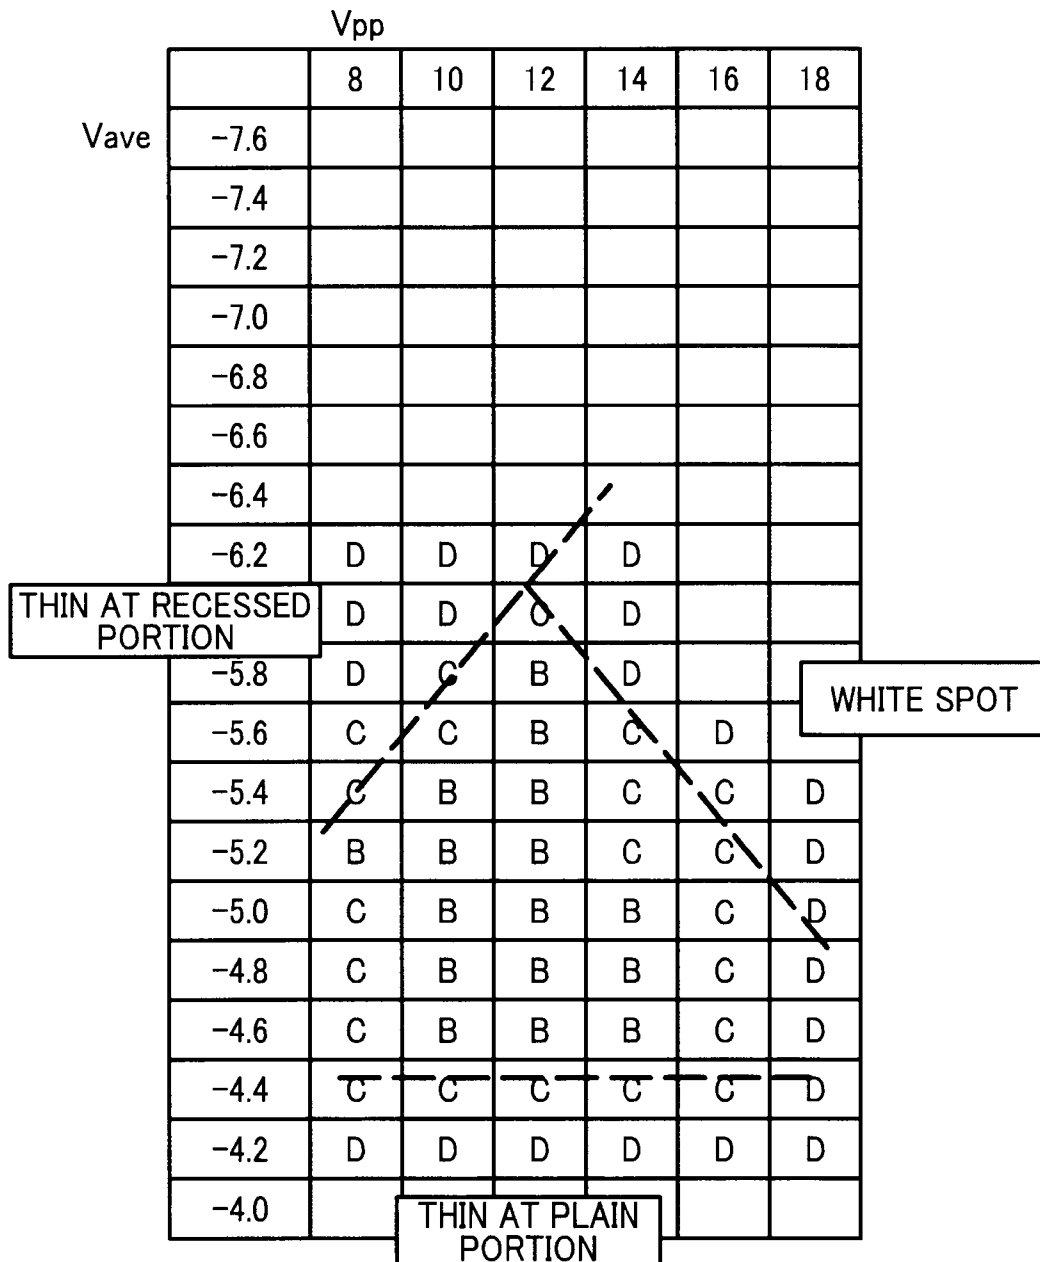 Vpp
8 10 12 14 16 18
Vave -7.6
-7.4
-7.2
-7.0
-6.8
-6.6
-6.4
-6.2 D D D D
THIN AT RECESSED
PORTION
D D C D
-5.8 D C B D
WHITE SPOT
-5.6 C C B C D
-5.4 C B B C C D
-5.2 B B B C C D
-5.0 C B B B C D
-4.8 C B B B C D
-4.6 C B B B C D
-4.4 C C C C C D
-4.2 D D D D D D
-4.0
THIN AT PLAIN
PORTION